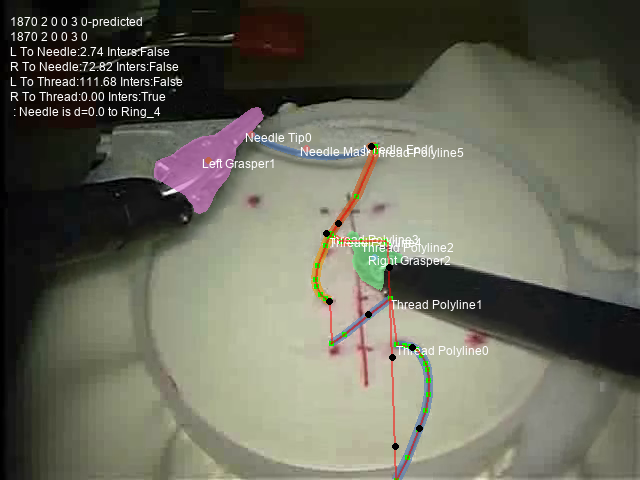 1870 2 0 0 3 0-predicted
1870 2 0 0 3 0
L To Needle:2.74 Inters:False
R To Needle:72.82 Inters:False
L To Thread:111.68 Inters:False
R To Thread:0.00 Inters:True
: Needle is d=0.0 to Ring_4
Needle Tip0
Needle Mask
Needle End1
Thread Polyline5
Left Grasper1
Thread Polyline3
Thread Polyline2
Right Grasper2
Thread Polyline1
Thread Polyline0